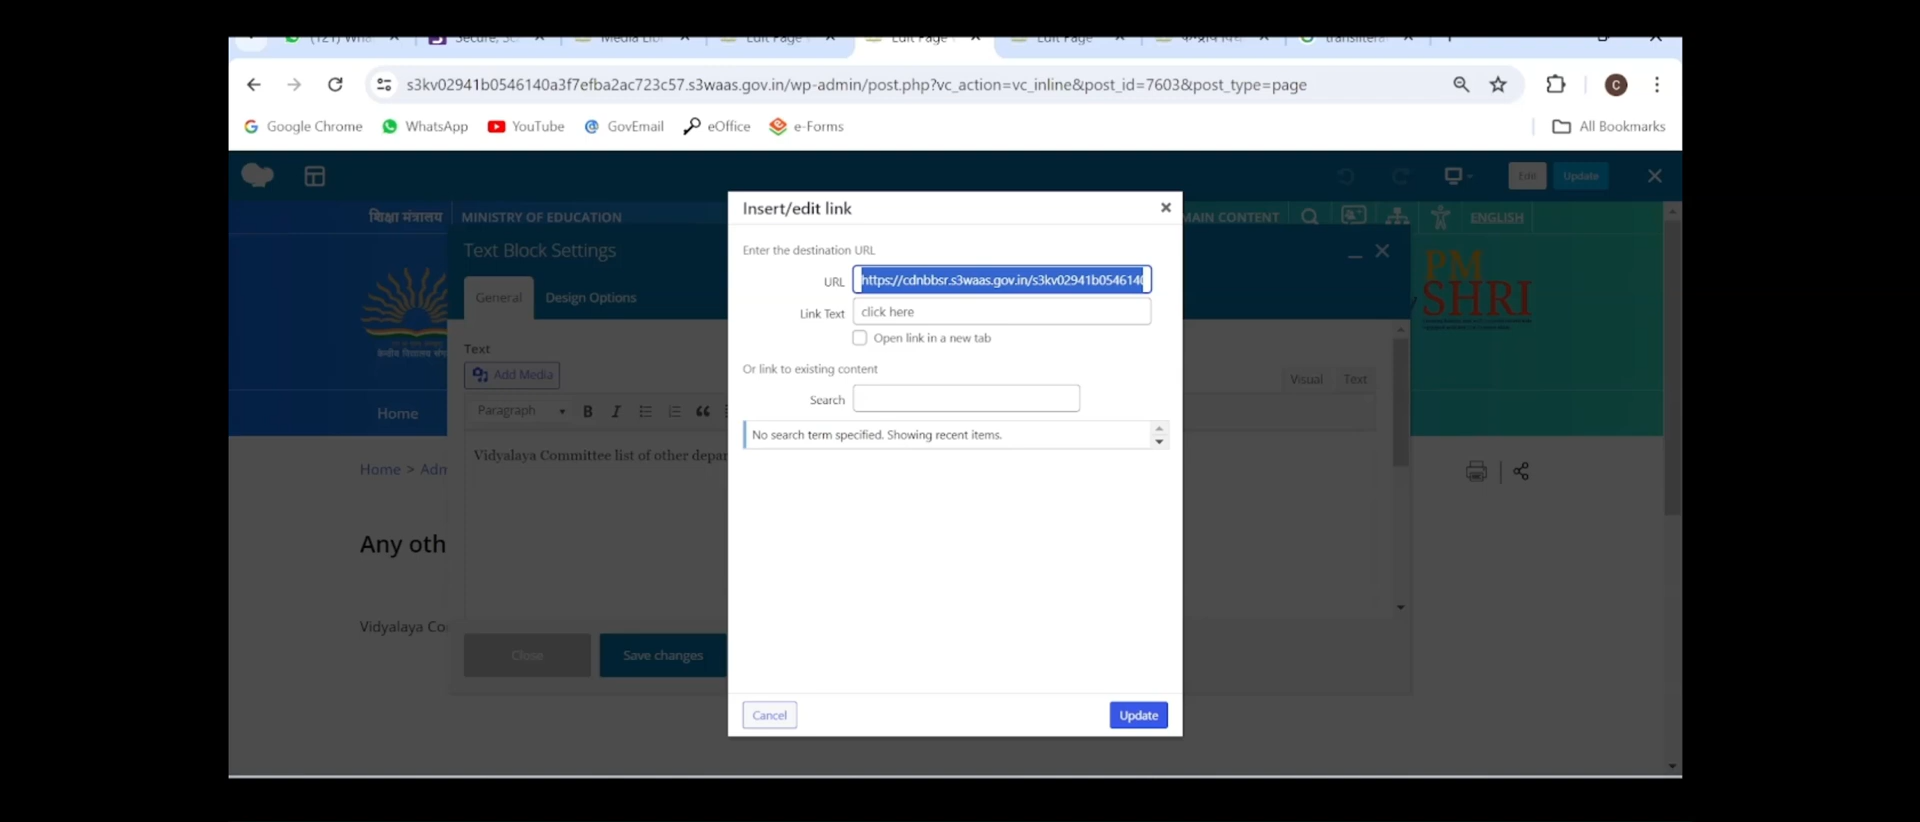 s3kv02941b0546140a3f7efba2ac723c57.s3waas.gov.in/wp-admin/post.php?vc_action=vc_inline&post_id=7603&post_type=page
Google Chrome WhatsApp YouTube GovEmail eOffice e-Forms All Bookmarks
Edit Update
Insert/edit link
शिक्षा मंत्रालय MINISTRY OF EDUCATION MAIN CONTENT ENGLISH
Text Block Settings
Enter the destination URL
URL https://cdnbbsr.s3waas.gov.in/s3kv02941b0546140
General Design Options
Link Text click here
PM SHRI
Open link in a new tab
Text
Or link to existing content
Add Media Visual Text
Search
Home Paragraph B I
No search term specified. Showing recent items.
Vidyalaya Committee list of other depar
Home > Adm
Any oth
Vidyalaya Co
Close Save changes
Cancel Update